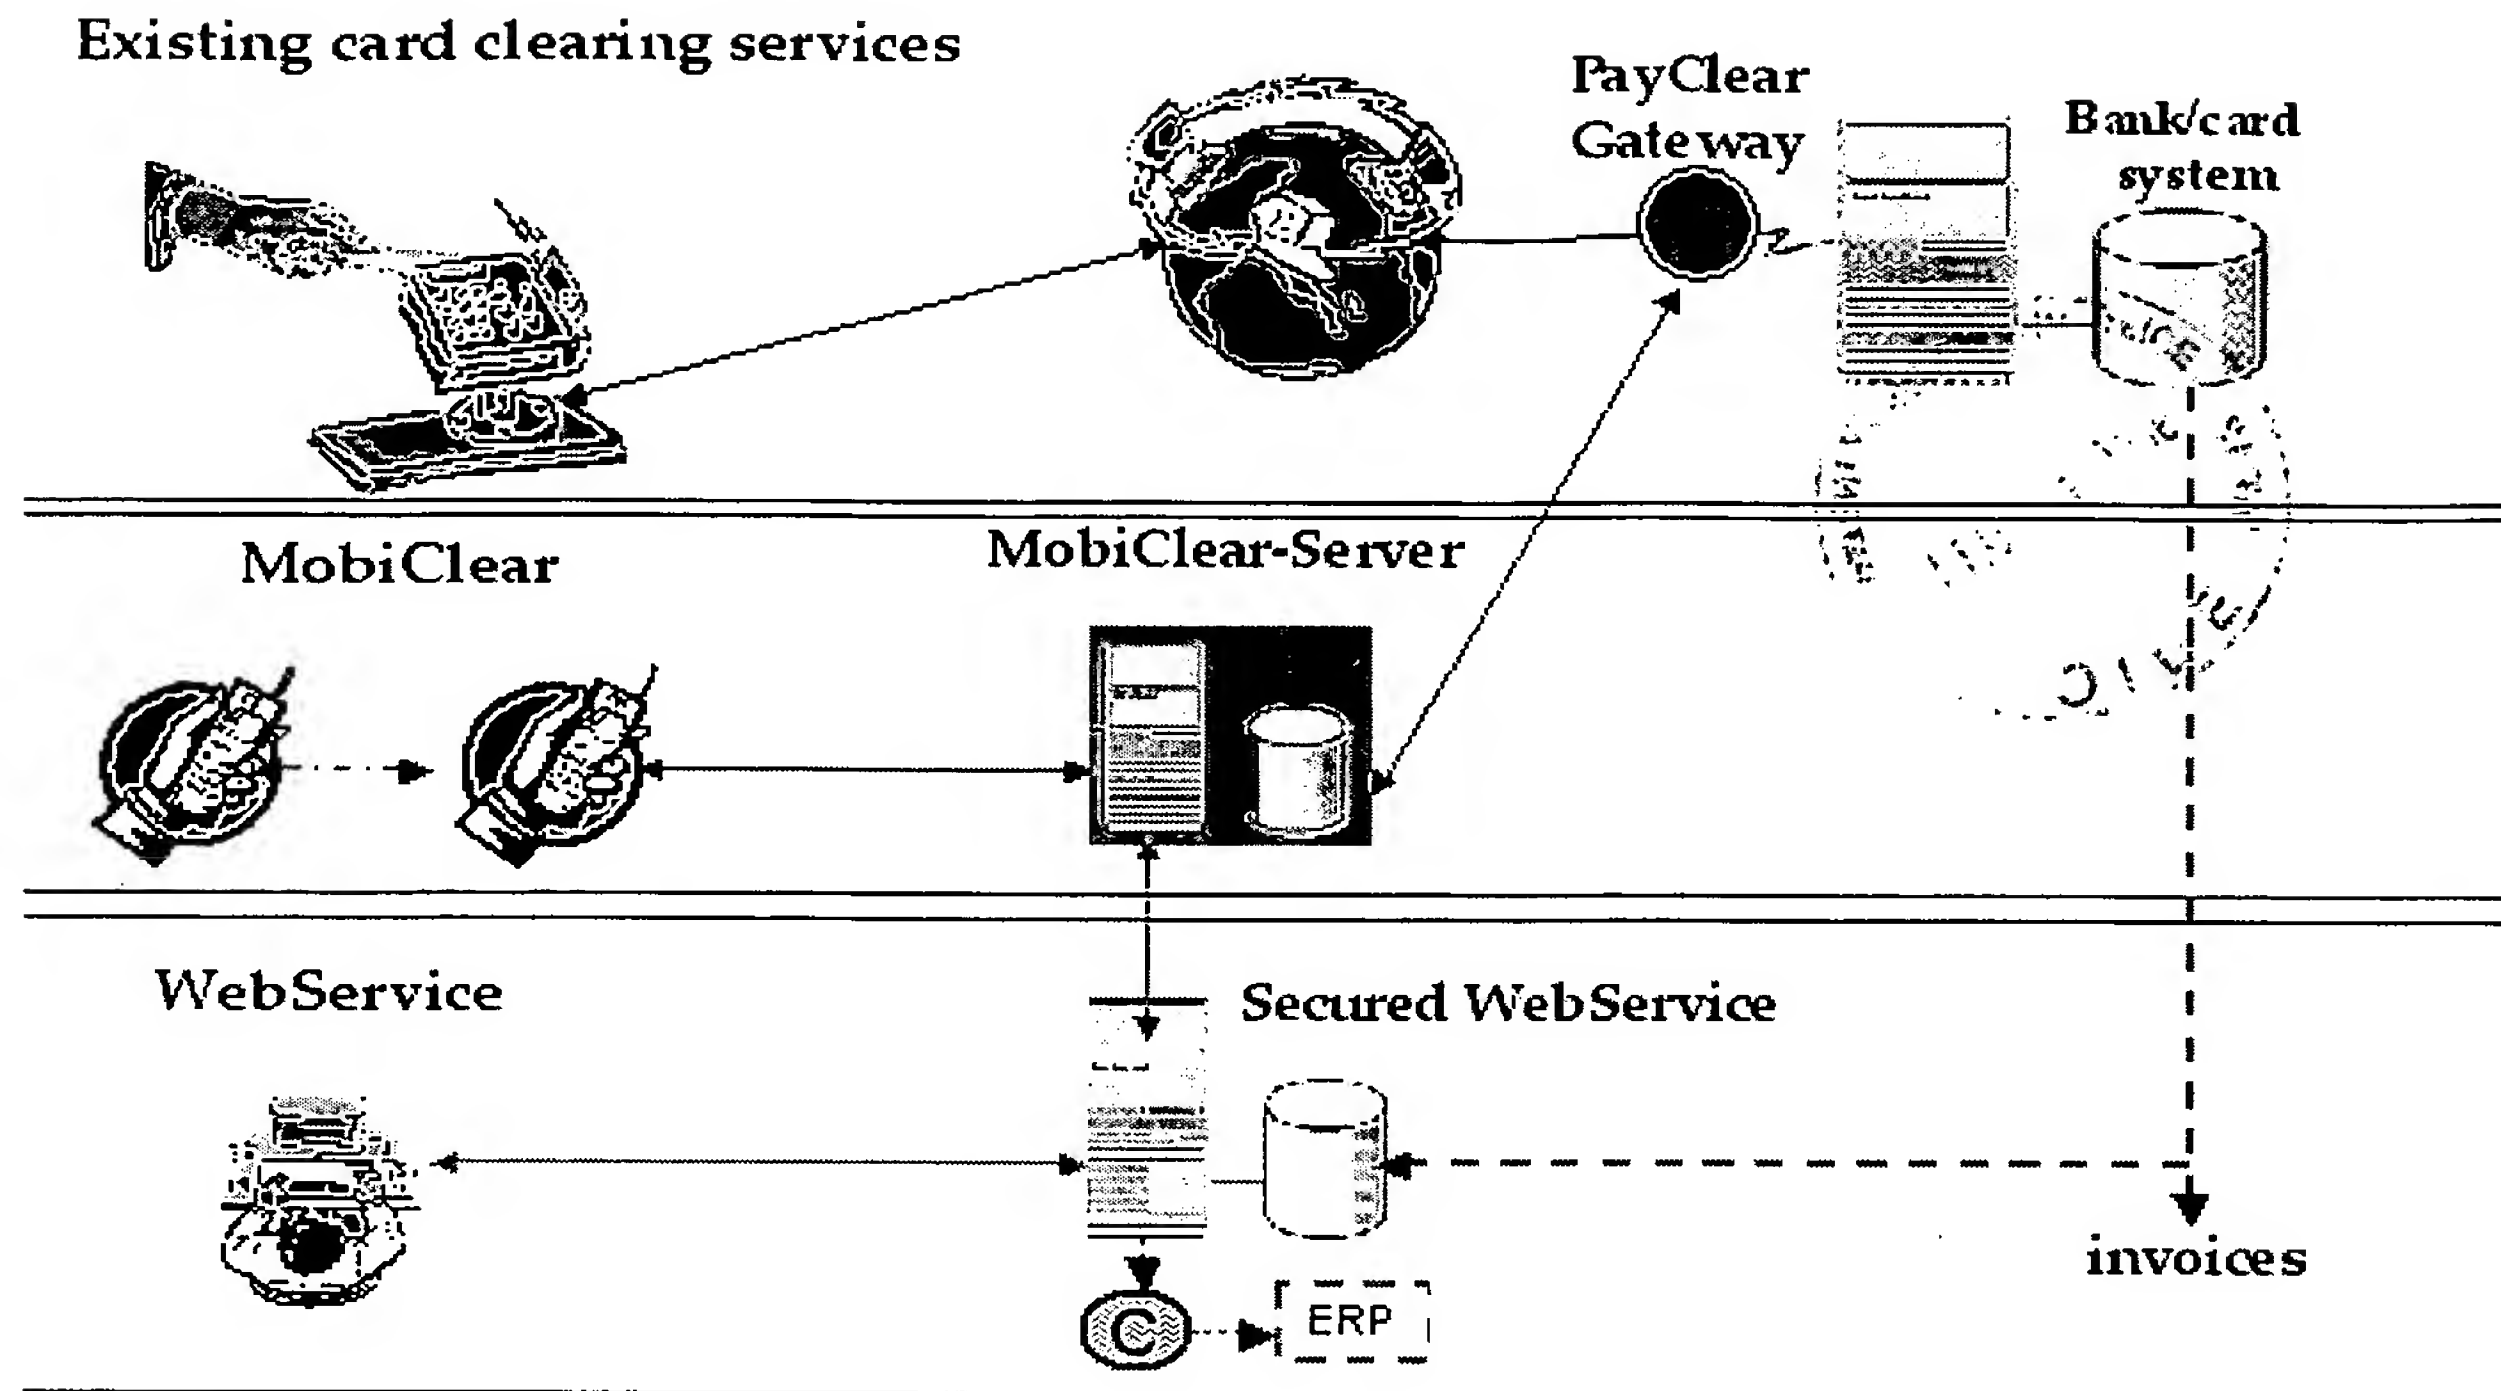 Existing card clearing services
PayClear
Gateway
Bank/card
system
MobiClear
MobiClear-Server
WebService
Secured WebService
invoices
C
ERP